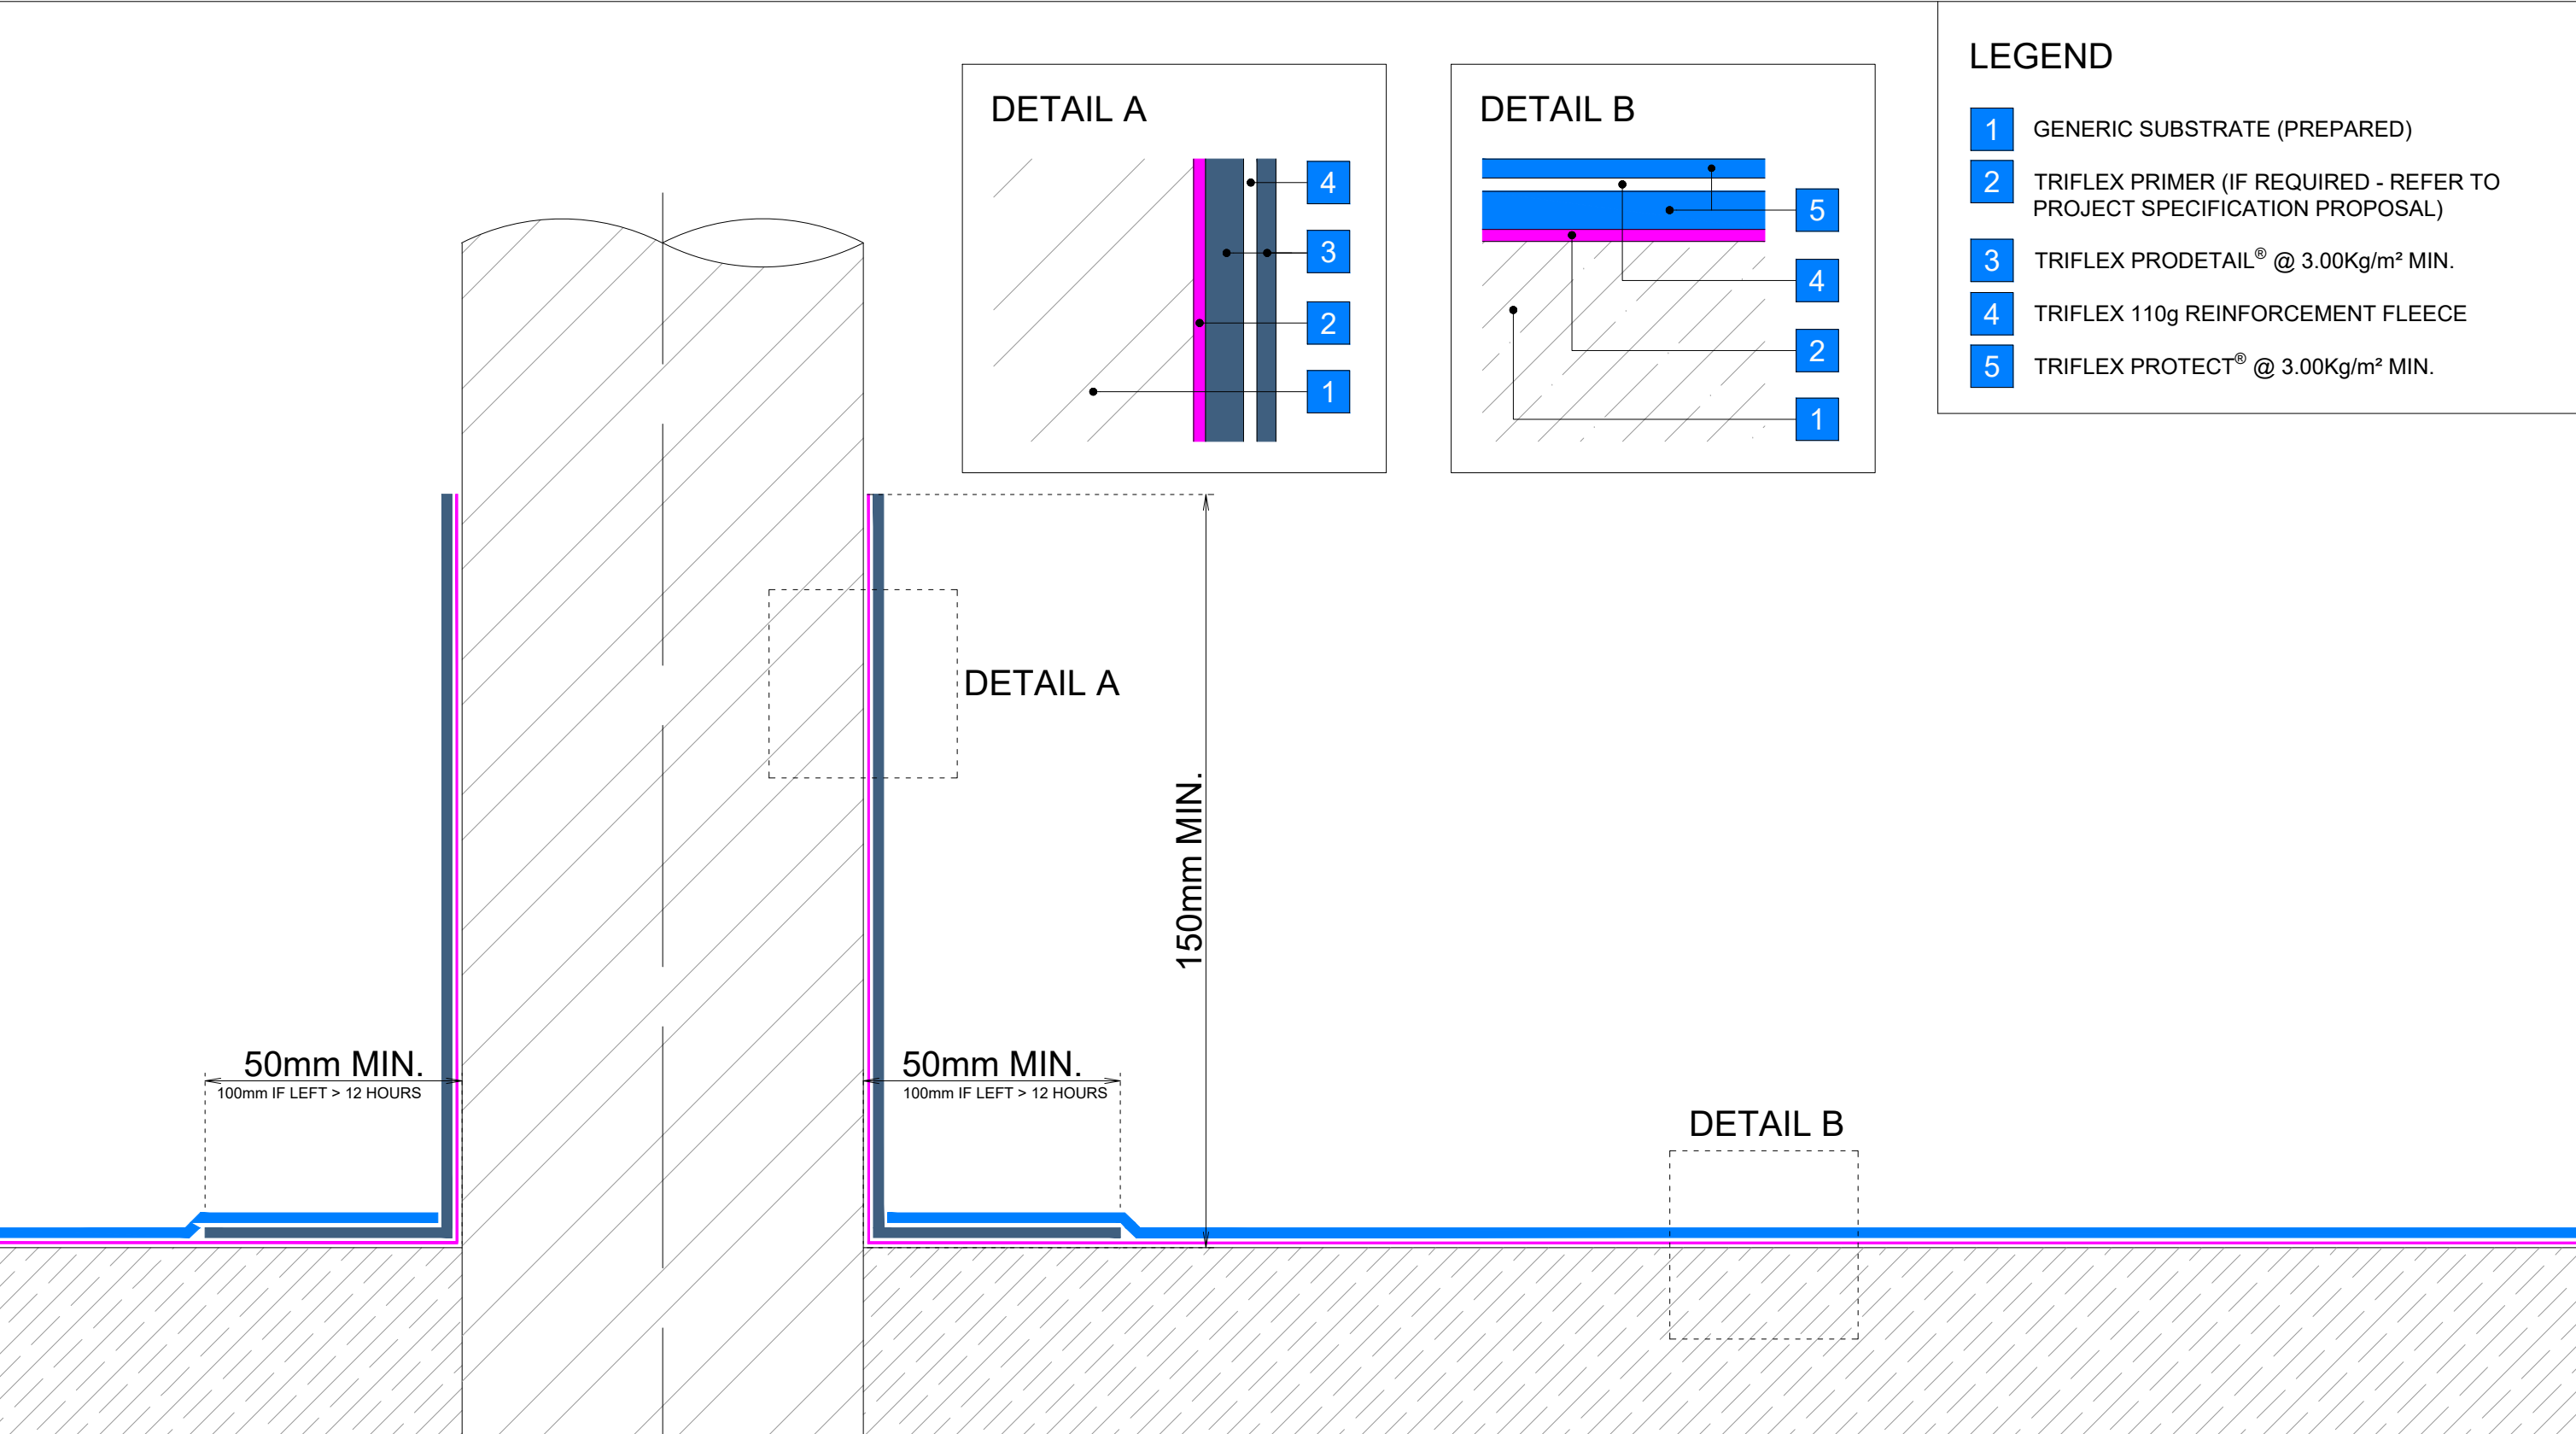 DETAIL A
4
3
2
1
DETAIL B
5
4
2
1
LEGEND
1 GENERIC SUBSTRATE (PREPARED)
2 TRIFLEX PRIMER (IF REQUIRED - REFER TO
PROJECT SPECIFICATION PROPOSAL)
3 TRIFLEX PRODETAIL® @ 3.00Kg/m² MIN.
4 TRIFLEX 110g REINFORCEMENT FLEECE
5 TRIFLEX PROTECT® @ 3.00Kg/m² MIN.
DETAIL A
150mm MIN.
50mm MIN.
100mm IF LEFT > 12 HOURS
50mm MIN.
100mm IF LEFT > 12 HOURS
DETAIL B